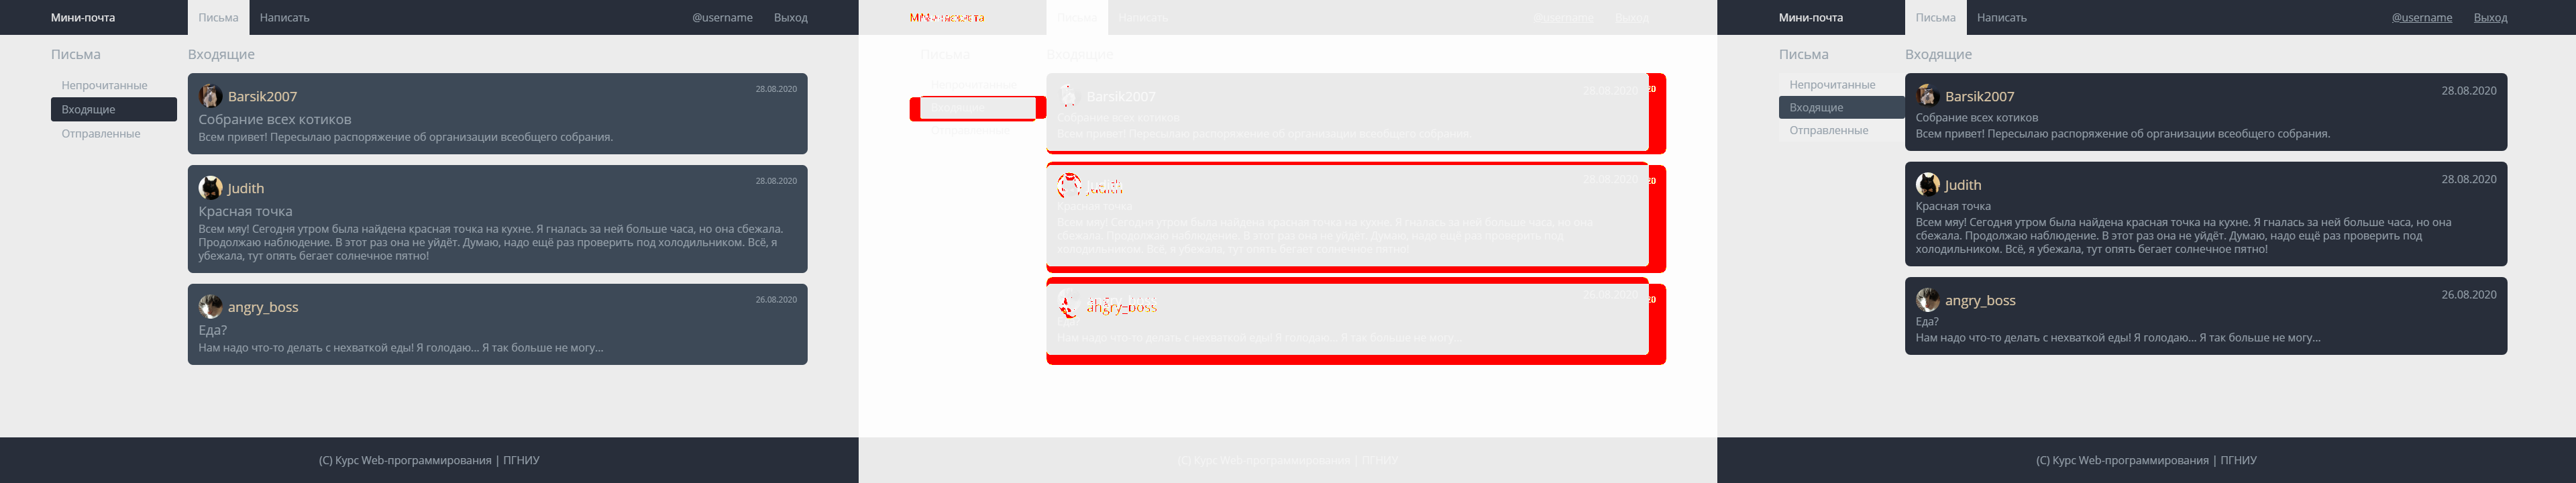 Мини-почта
Письма
Написать
@username
Выход
Письма
Непрочитанные
Входящие
Отправленные
Входящие
Barsik2007
28.08.2020
Собрание всех котиков
Всем привет! Пересылаю распоряжение об организации всеобщего собрания.
Judith
28.08.2020
Красная точка
Всем мяу! Сегодня утром была найдена красная точка на кухне. Я гналась за ней больше часа, но она сбежала.
Продолжаю наблюдение. В этот раз она не уйдёт. Думаю, надо ещё раз проверить под холодильником. Всё, я
убежала, тут опять бегает солнечное пятно!
angry_boss
26.08.2020
Еда?
Нам надо что-то делать с нехваткой еды! Я голодаю... Я так больше не могу...
(С) Курс Web-программирования | ПГНИУ
Письма
Написать
@username
Выход
Письма
Непрочитанные
Входящие
Отправленные
Входящие
Barsik2007
28.08.2020
Собрание всех котиков
Всем привет! Пересылаю распоряжение об организации всеобщего собрания.
Judith
28.08.2020
Красная точка
Всем мяу! Сегодня утром была найдена красная точка на кухне. Я гналась за ней больше часа, но она
сбежала. Продолжаю наблюдение. В этот раз она не уйдёт. Думаю, надо ещё раз проверить под
холодильником. Всё, я убежала, тут опять бегает солнечное пятно!
angry_boss
26.08.2020
Нам надо что-то делать с нехваткой еды! Я голодаю... Я так больше не могу...
(С) Курс Web-программирования | ПГНИУ
Мини-почта
Письма
Написать
@username
Выход
Письма
Непрочитанные
Входящие
Отправленные
Входящие
Barsik2007
28.08.2020
Собрание всех котиков
Всем привет! Пересылаю распоряжение об организации всеобщего собрания.
Judith
28.08.2020
Красная точка
Всем мяу! Сегодня утром была найдена красная точка на кухне. Я гналась за ней больше часа, но она
сбежала. Продолжаю наблюдение. В этот раз она не уйдёт. Думаю, надо ещё раз проверить под
холодильником. Всё, я убежала, тут опять бегает солнечное пятно!
angry_boss
26.08.2020
Еда?
Нам надо что-то делать с нехваткой еды! Я голодаю... Я так больше не могу...
(С) Курс Web-программирования | ПГНИУ